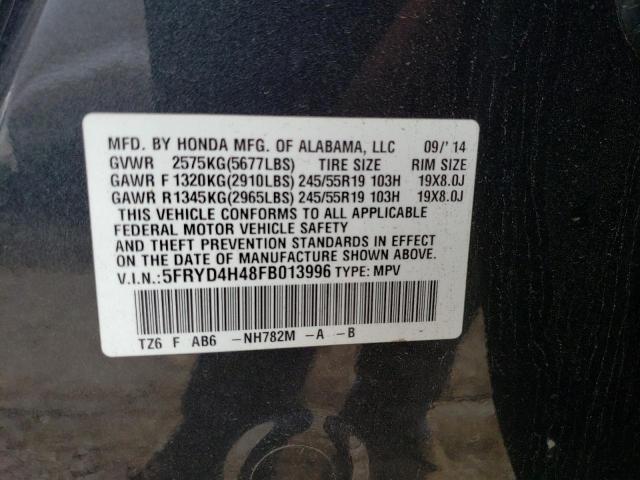 MFD. BY HONDA MFG. OF ALABAMA, LLC 09/'14
GVWR 2575KG(5677LBS) TIRE SIZE RIM SIZE
GAWR F 1320KG(2910LBS) 245/55R19 103H 19X8.0J
GAWR R1345KG(2965LBS) 245/55R19 103H 19X8.0J
THIS VEHICLE CONFORMS TO ALL APPLICABLE
FEDERAL MOTOR VEHICLE SAFETY
AND THEFT PREVENTION STANDARDS IN EFFECT
ON THE DATE OF MANUFACTURE SHOWN ABOVE.
V.I.N.:5FRYD4H48FB013996 TYPE: MPV
TZ6 F AB6 -NH782M -A -B -